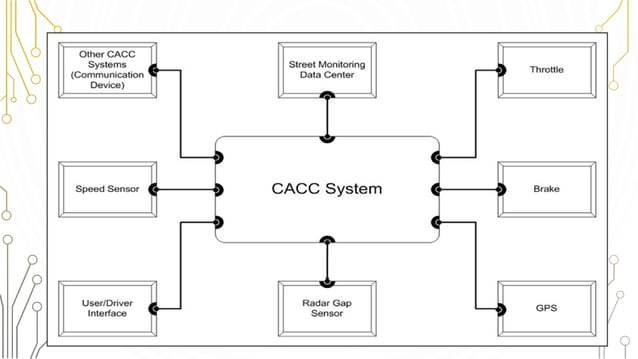 Other CACC
Systems
(Communication
Device)
Street Monitoring
Data Center
Throttle
Speed Sensor
CACC System
Brake
User/Driver
Interface
Radar Gap
Sensor
GPS